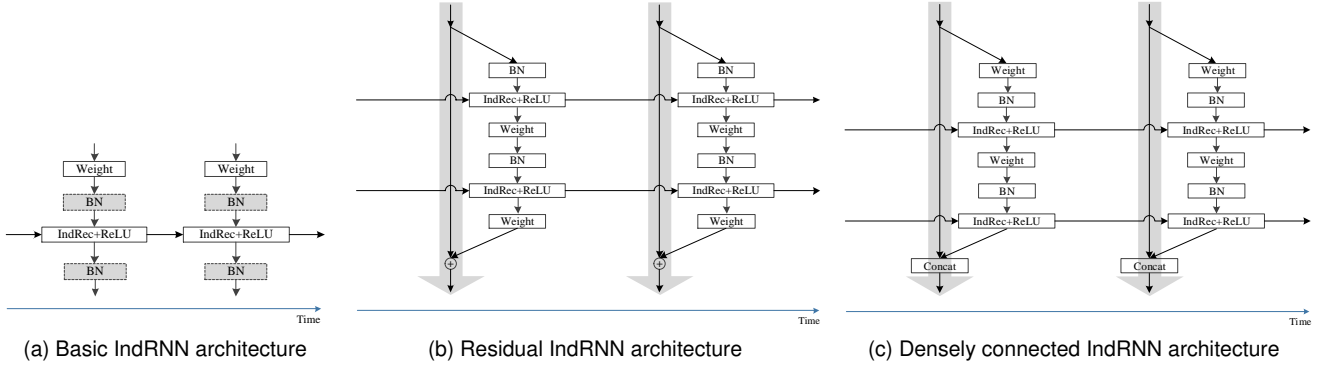 Weight
Weight
BN
BN
IndRec+ReLU
IndRec+ReLU
BN
BN
Time
(a) Basic IndRNN architecture
BN
BN
IndRec+ReLU
IndRec+ReLU
Weight
Weight
BN
BN
IndRec+ReLU
IndRec+ReLU
Weight
Weight
+
+
Time
(b) Residual IndRNN architecture
Weight
Weight
BN
BN
IndRec+ReLU
IndRec+ReLU
Weight
Weight
BN
BN
IndRec+ReLU
IndRec+ReLU
Concat
Concat
Time
(c) Densely connected IndRNN architecture